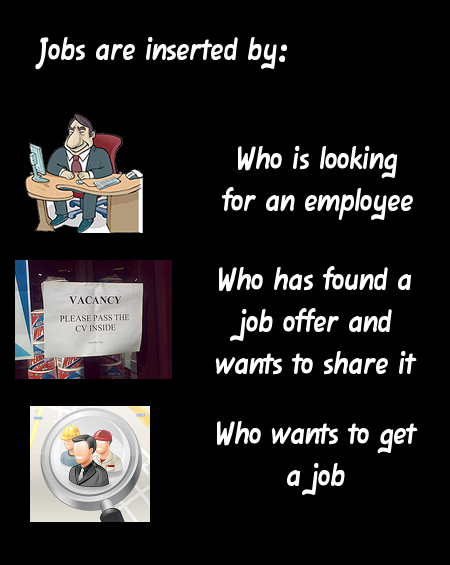 Jobs are inserted by:
Who is looking
for an employee
VACANCY
PLEASE PASS THE
CV INSIDE
Who has found a
job offer and
wants to share it
Who wants to get
a job